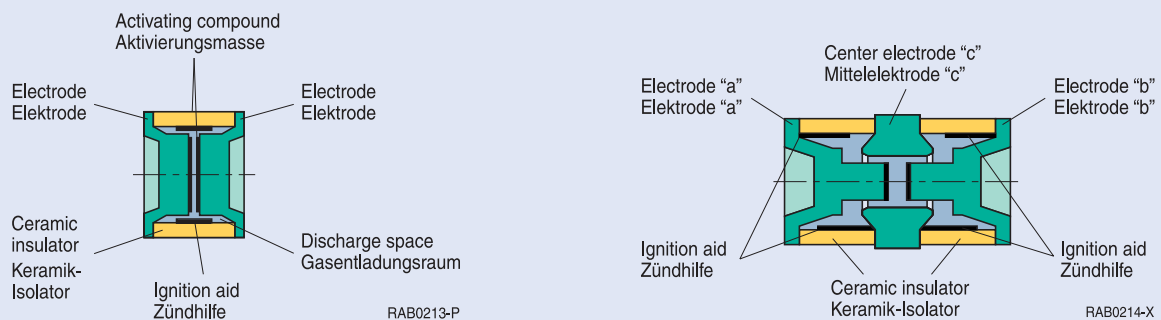 Activating compound
Aktivierungsmasse
Electrode
Elektrode
Electrode
Elektrode
Ceramic
insulator
Keramik-
Isolator
Ignition aid
Zündhilfe
Discharge space
Gasentladungsraum
RAB0213-P
Center electrode “c”
Mittelelektrode “c”
Electrode “a”
Elektrode “a”
Electrode “b”
Elektrode “b”
Ignition aid
Zündhilfe
Ceramic insulator
Keramik-Isolator
Ignition aid
Zündhilfe
RAB0214-X